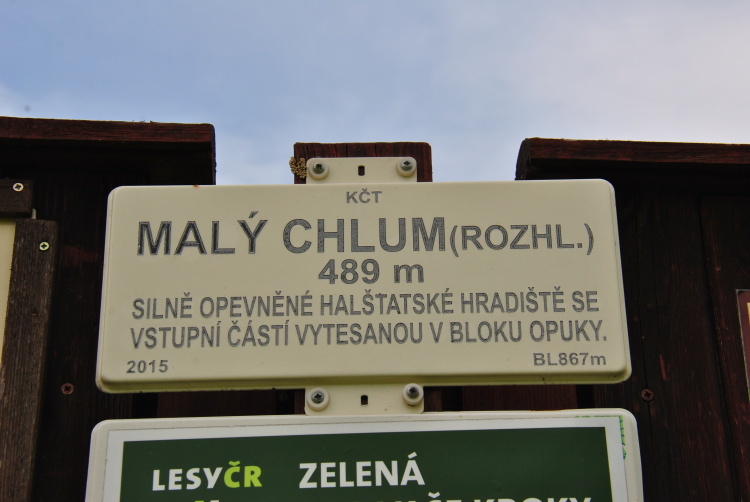 KČT
MALÝ CHLUM (ROZHL.)
489 m
SILNĚ OPEVNĚNÉ HALŠTATSKÉ HRADIŠTĚ SE
VSTUPNÍ ČÁSTÍ VYTESANOU V BLOKU OPUKY.
2015 BL867m
LESYČR ZELENÁ
KROKY